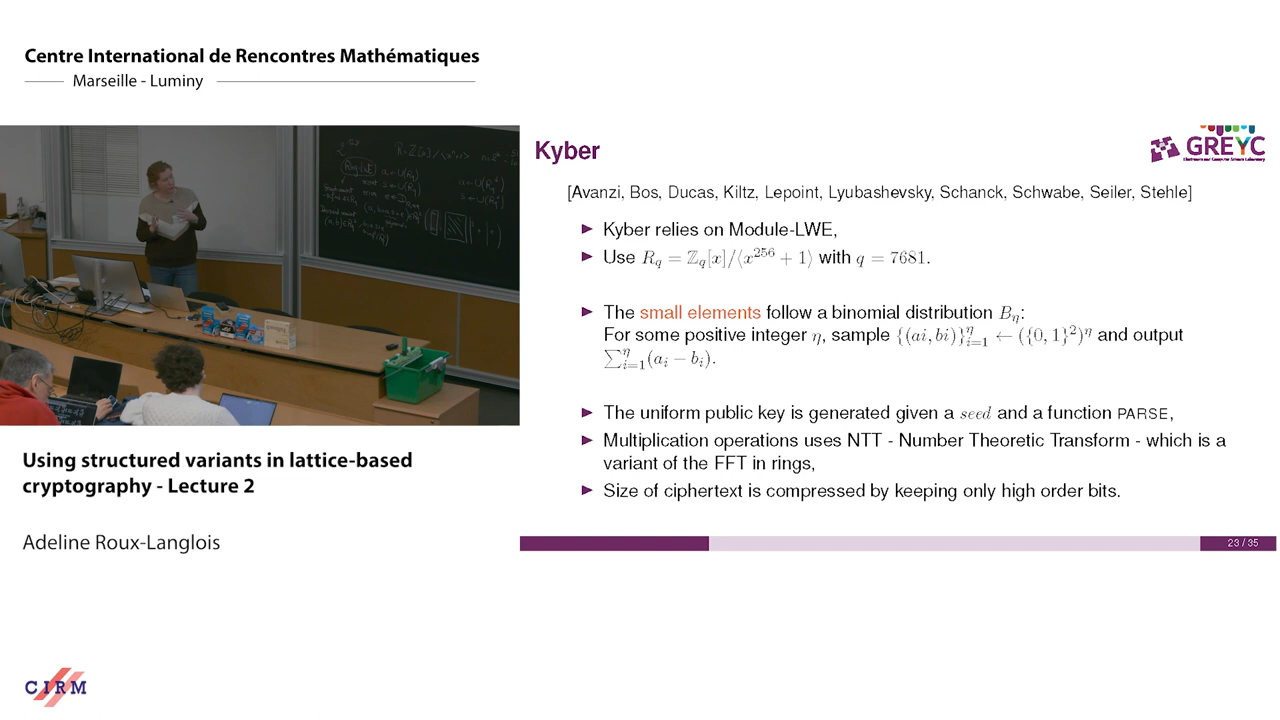 Centre International de Rencontres Mathématiques
Marseille - Luminy
Kyber
GREYC
[Avanzi, Bos, Ducas, Kiltz, Lepoint, Lyubashevsky, Schanck, Schwabe, Seiler, Stehle]
▶ Kyber relies on Module-LWE,
▶ Use R_q = ℤ_q[x]/⟨x^256 + 1⟩ with q = 7681.
▶ The small elements follow a binomial distribution B_η:
For some positive integer η, sample {(ai, bi)}_{i=1}^η ← ({0, 1}^2)^η and output
∑_{i=1}^η (a_i − b_i).
▶ The uniform public key is generated given a seed and a function PARSE,
▶ Multiplication operations uses NTT - Number Theoretic Transform - which is a
variant of the FFT in rings,
▶ Size of ciphertext is compressed by keeping only high order bits.
23 / 35
Using structured variants in lattice-based
cryptography - Lecture 2
Adeline Roux-Langlois
CIRM